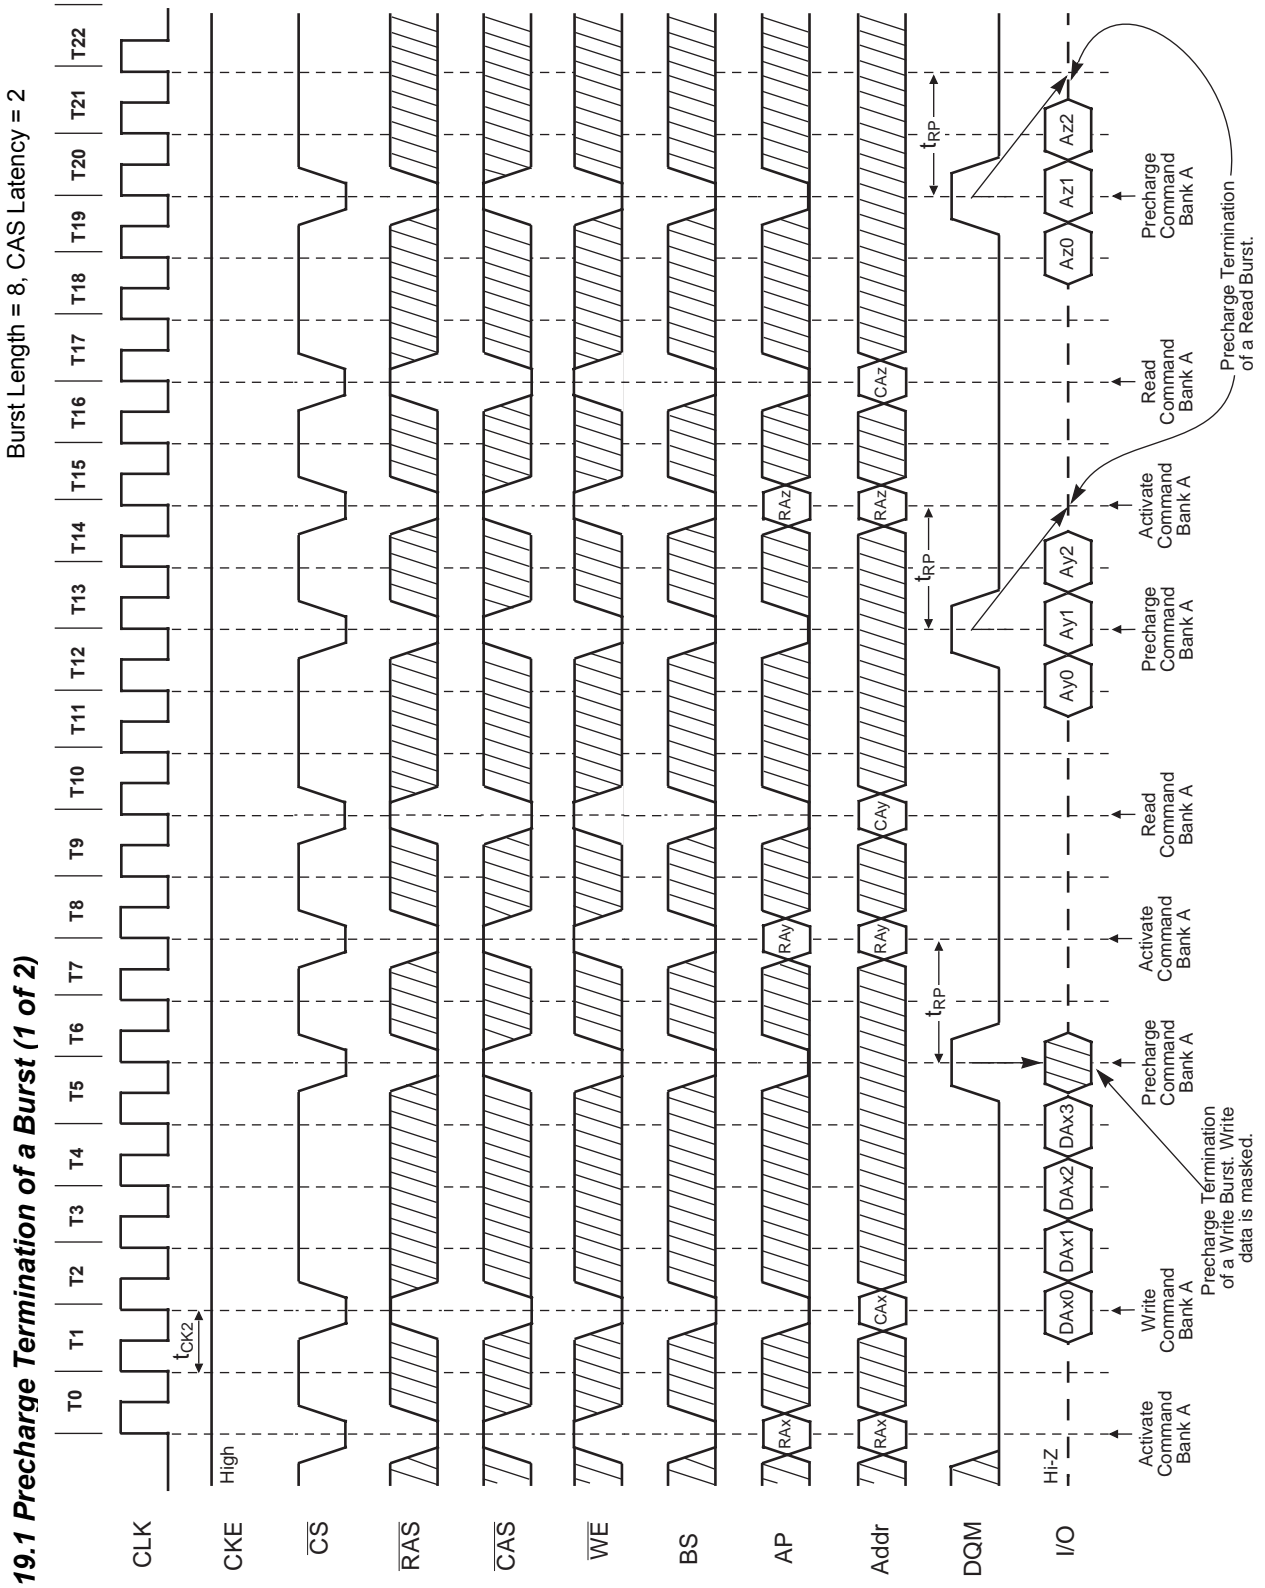 19.1 Precharge Termination of a Burst (1 of 2)
Burst Length = 8, CAS Latency = 2
T0 T1 T2 T3 T4 T5 T6 T7 T8 T9 T10 T11 T12 T13 T14 T15 T16 T17 T18 T19 T20 T21 T22
CLK
tCK2
CKE
High
CS
RAS
CAS
WE
BS
AP
RAx RAy RAz
Addr
RAx CAx RAy CAy RAz CAz
tRP tRP tRP
DQM
I/O
Hi-Z
DAx0 DAx1 DAx2 DAx3 Ay0 Ay1 Ay2 Az0 Az1 Az2
Activate
Command
Bank A
Write
Command
Bank A
Precharge
Command
Bank A
Activate
Command
Bank A
Read
Command
Bank A
Precharge
Command
Bank A
Activate
Command
Bank A
Read
Command
Bank A
Precharge
Command
Bank A
Precharge Termination
of a Write Burst. Write
data is masked.
Precharge Termination
of a Read Burst.